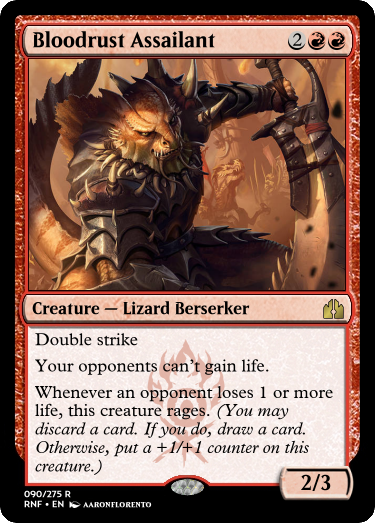 Bloodrust Assailant 2
Creature — Lizard Berserker
Double strike
Your opponents can't gain life.
Whenever an opponent loses 1 or more
life, this creature rages. (You may
discard a card. If you do, draw a card.
Otherwise, put a +1/+1 counter on this
creature.)
2/3
090/275 R
RNF • EN AARONFLORENTO